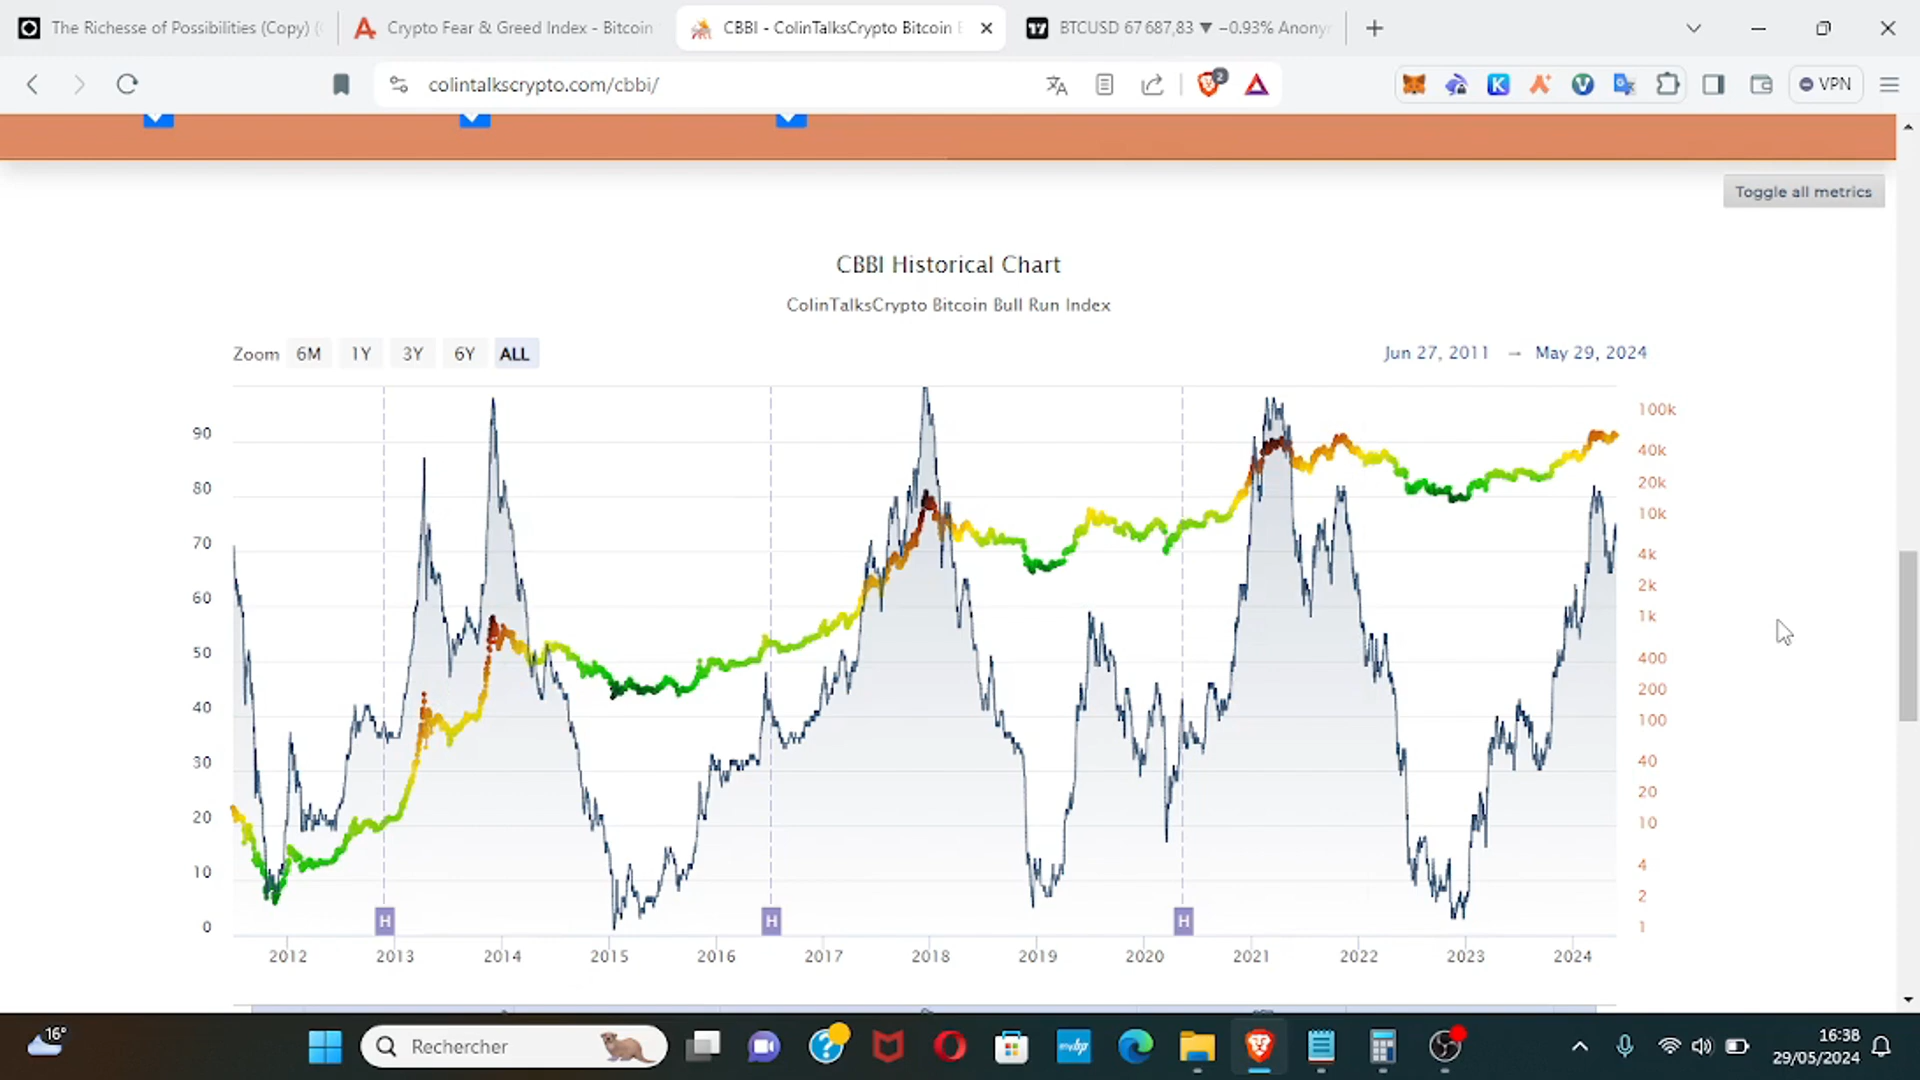 The Richesse of Possibilities (Copy) (
Crypto Fear & Greed Index - Bitcoin
CBBI - ColinTalksCrypto Bitcoin B
BTCUSD 67 687,83 ▼ −0.93% Anony
colintalkscrypto.com/cbbi/
2
VPN
Toggle all metrics
CBBI Historical Chart
ColinTalksCrypto Bitcoin Bull Run Index
Zoom 6M 1Y 3Y 6Y ALL
Jun 27, 2011 → May 29, 2024
100k
90
40k
80
20k
10k
70
4k
2k
60
1k
50
400
200
40
100
30
40
20
20
10
10
4
2
H H H
0
1
2012 2013 2014 2015 2016 2017 2018 2019 2020 2021 2022 2023 2024
16°
Rechercher
16:38
29/05/2024